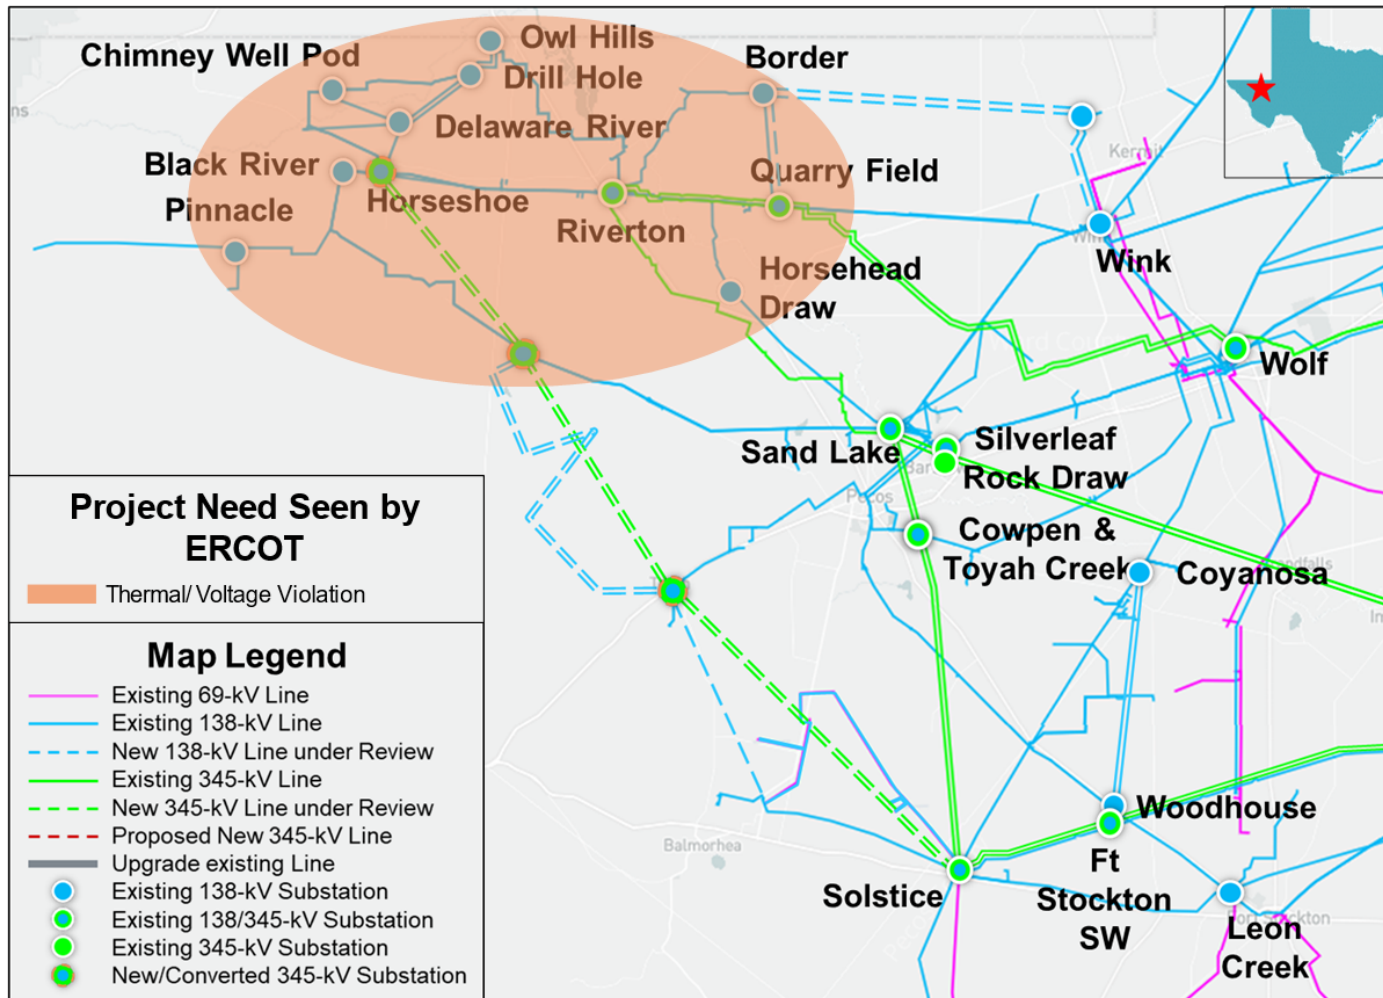 Owl Hills
Chimney Well Pod
Border
Drill Hole
Delaware River
Kermit
Black River
Quarry Field
Pinnacle
Horseshoe
Riverton
Wink
Horsehead
Draw
Wolf
Sand Lake
Silverleaf
Rock Draw
Pecos
Cowpen &
Toyah Creek
Coyanosa
Project Need Seen by
ERCOT
Thermal/ Voltage Violation
Map Legend
Existing 69-kV Line
Existing 138-kV Line
New 138-kV Line under Review
Existing 345-kV Line
New 345-kV Line under Review
Proposed New 345-kV Line
Upgrade existing Line
Existing 138-kV Substation
Existing 138/345-kV Substation
Existing 345-kV Substation
New/Converted 345-kV Substation
Woodhouse
Balmorhea
Ft
Stockton
SW
Solstice
Fort Stockton
Leon
Creek